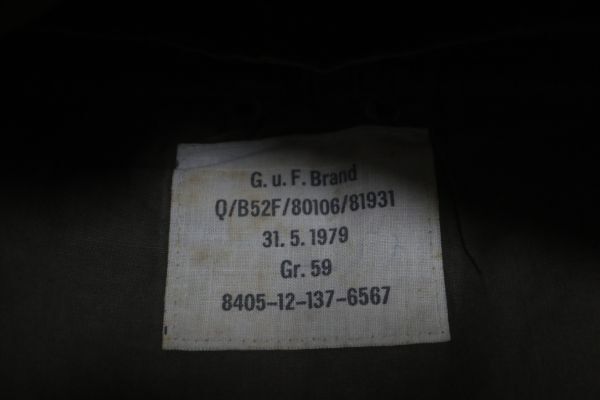 G. u. F. Brand
Q/B52F/80106/81931
31. 5. 1979
Gr. 59
8405-12-137-6567